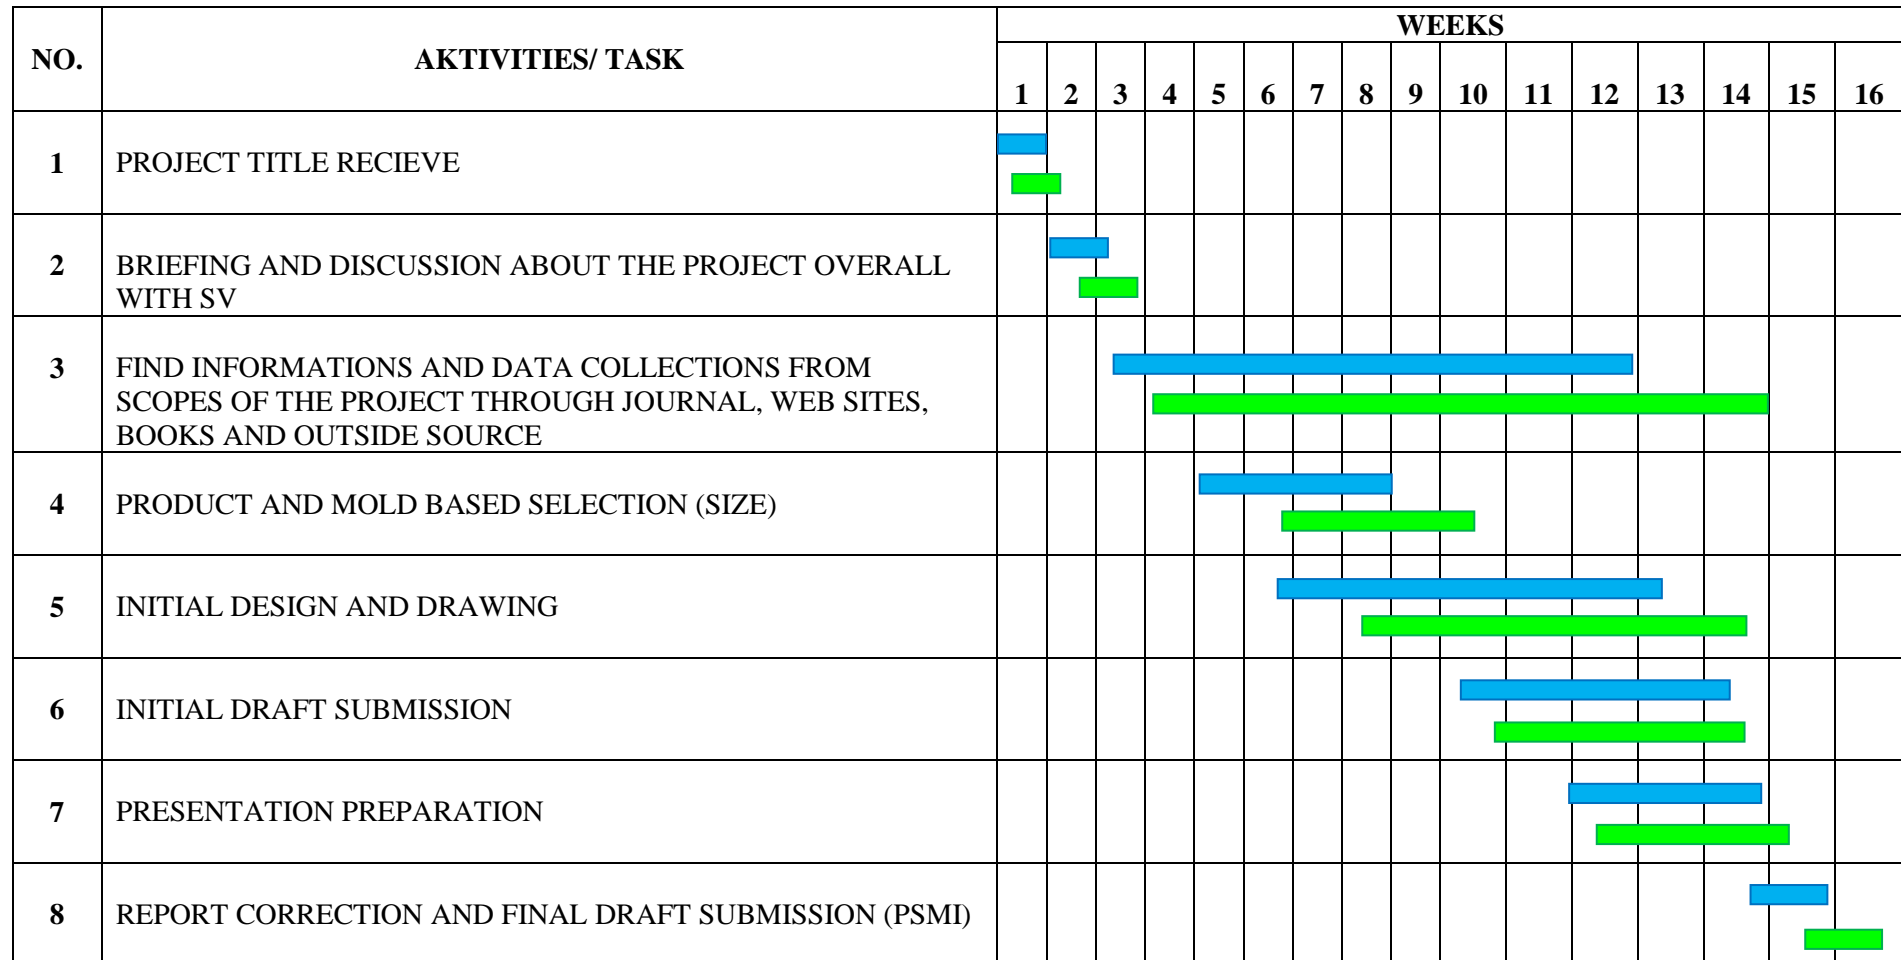 NO.
AKTIVITIES/ TASK
WEEKS
1 2 3 4 5 6 7 8 9 10 11 12 13 14 15 16
1 PROJECT TITLE RECIEVE
2 BRIEFING AND DISCUSSION ABOUT THE PROJECT OVERALL
WITH SV
3 FIND INFORMATIONS AND DATA COLLECTIONS FROM
SCOPES OF THE PROJECT THROUGH JOURNAL, WEB SITES,
BOOKS AND OUTSIDE SOURCE
4 PRODUCT AND MOLD BASED SELECTION (SIZE)
5 INITIAL DESIGN AND DRAWING
6 INITIAL DRAFT SUBMISSION
7 PRESENTATION PREPARATION
8 REPORT CORRECTION AND FINAL DRAFT SUBMISSION (PSMI)